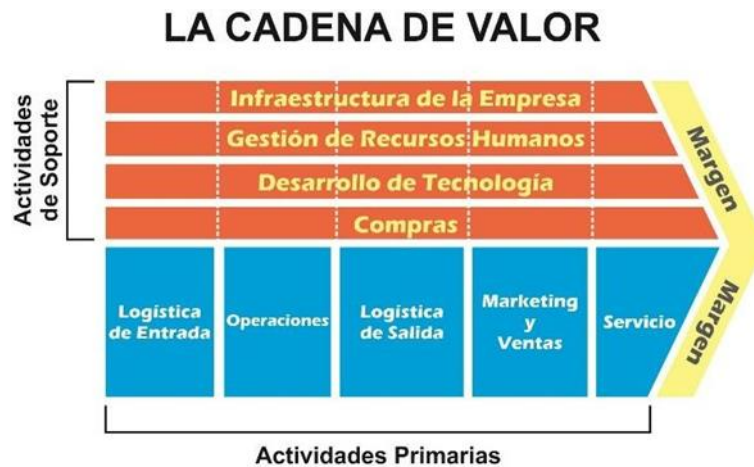 LA CADENA DE VALOR
Actividades
de Soporte
Infraestructura de la Empresa
Gestión de Recursos Humanos
Desarrollo de Tecnología
Compras
Margen
Logística
de Entrada
Operaciones
Logística
de Salida
Marketing
y
Ventas
Servicio
Margen
Actividades Primarias